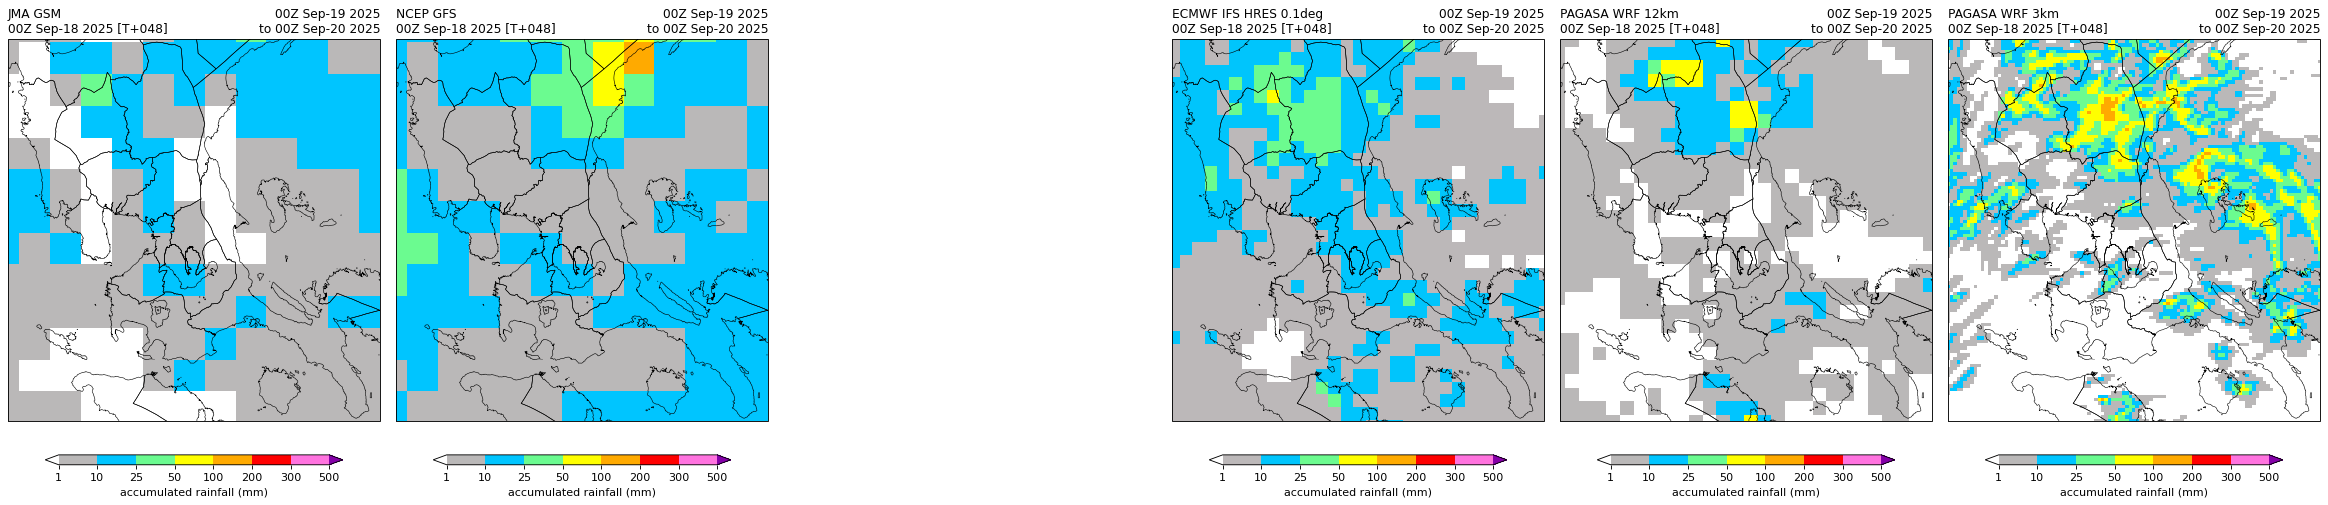 JMA GSM 00Z Sep-19 2025
00Z Sep-18 2025 [T+048] to 00Z Sep-20 2025
1 10 25 50 100 200 300 500
accumulated rainfall (mm)
NCEP GFS 00Z Sep-19 2025
00Z Sep-18 2025 [T+048] to 00Z Sep-20 2025
1 10 25 50 100 200 300 500
accumulated rainfall (mm)
ECMWF IFS HRES 0.1deg 00Z Sep-19 2025
00Z Sep-18 2025 [T+048] to 00Z Sep-20 2025
1 10 25 50 100 200 300 500
accumulated rainfall (mm)
PAGASA WRF 12km 00Z Sep-19 2025
00Z Sep-18 2025 [T+048] to 00Z Sep-20 2025
1 10 25 50 100 200 300 500
accumulated rainfall (mm)
PAGASA WRF 3km 00Z Sep-19 2025
00Z Sep-18 2025 [T+048] to 00Z Sep-20 2025
1 10 25 50 100 200 300 500
accumulated rainfall (mm)